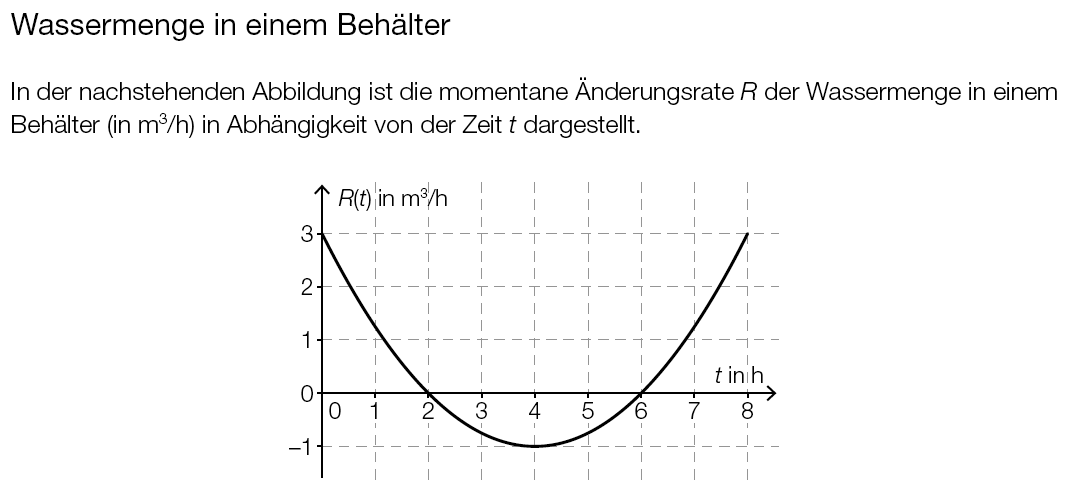 Wassermenge in einem Behälter
In der nachstehenden Abbildung ist die momentane Änderungsrate R der Wassermenge in einem
Behälter (in m³/h) in Abhängigkeit von der Zeit t dargestellt.
R(t) in m³/h
3
2
1
t in h
0
0 1 2 3 4 5 6 7 8
–1